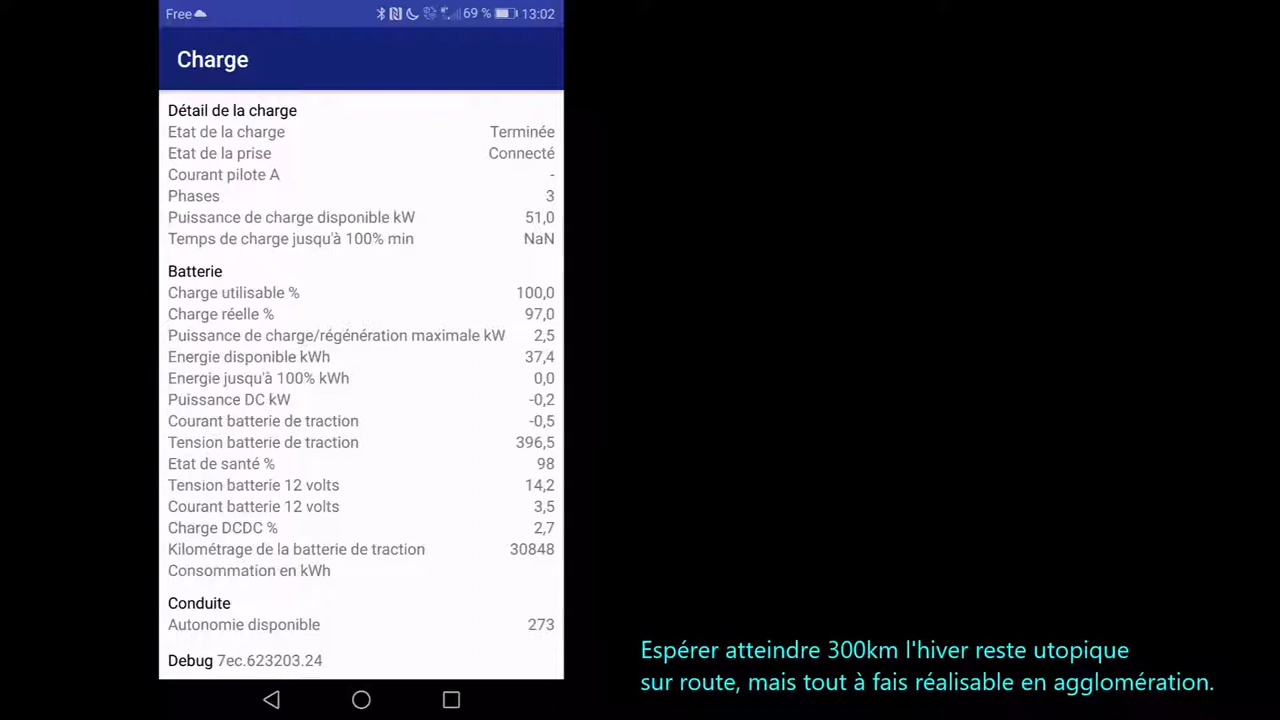 Free 69 % 13:02
Charge
Détail de la charge
Etat de la charge Terminée
Etat de la prise Connecté
Courant pilote A -
Phases 3
Puissance de charge disponible kW 51,0
Temps de charge jusqu'à 100% min NaN
Batterie
Charge utilisable % 100,0
Charge réelle % 97,0
Puissance de charge/régénération maximale kW 2,5
Energie disponible kWh 37,4
Energie jusqu'à 100% kWh 0,0
Puissance DC kW -0,2
Courant batterie de traction -0,5
Tension batterie de traction 396,5
Etat de santé % 98
Tension batterie 12 volts 14,2
Courant batterie 12 volts 3,5
Charge DCDC % 2,7
Kilométrage de la batterie de traction 30848
Consommation en kWh
Conduite
Autonomie disponible 273
Debug 7ec.623203.24
Espérer atteindre 300km l'hiver reste utopique
sur route, mais tout à fais réalisable en agglomération.